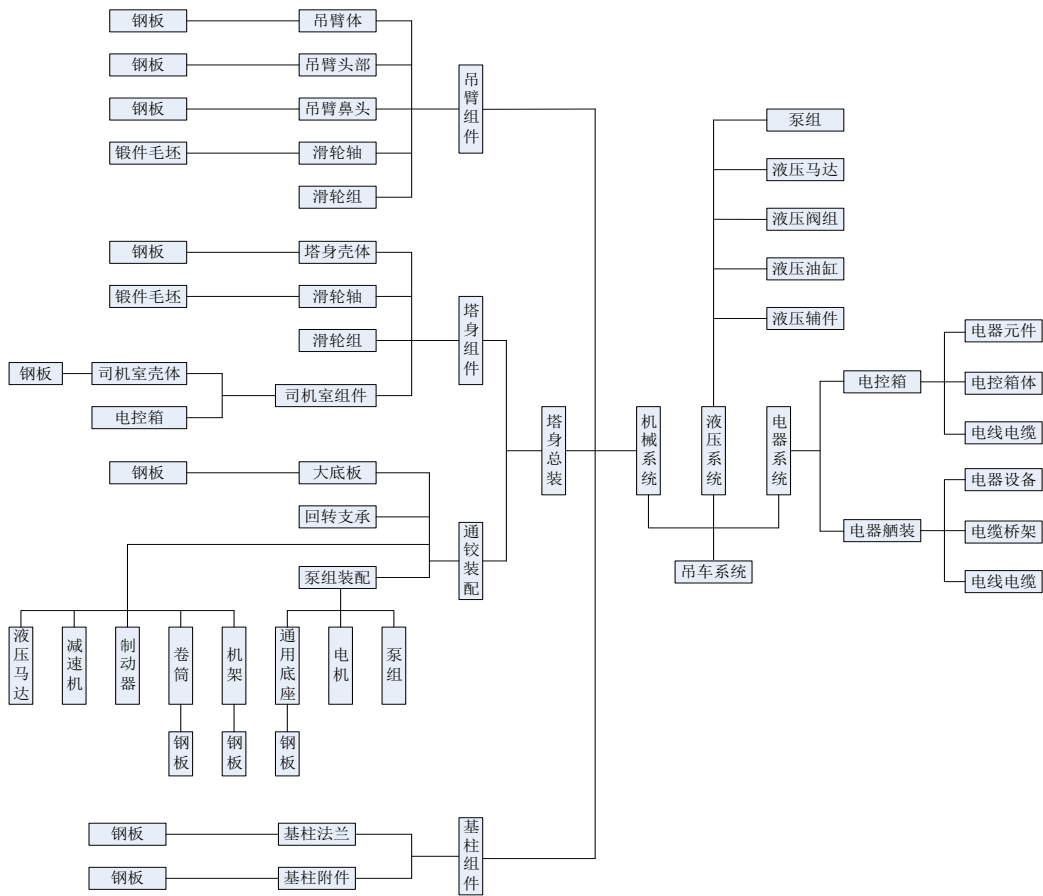 钢板
吊臂体
钢板
吊臂头部
钢板
吊臂鼻头
锻件毛坯
滑轮轴
滑轮组
吊臂组件
泵组
液压马达
液压阀组
液压油缸
液压辅件
钢板
塔身壳体
锻件毛坯
滑轮轴
滑轮组
钢板
司机室壳体
电控箱
司机室组件
塔身组件
塔身总装
机械系统
液压系统
电器系统
吊车系统
电控箱
电器元件
电控箱体
电线电缆
电器舾装
电器设备
电缆桥架
电线电缆
钢板
大底板
回转支承
泵组装配
通铰装配
液压马达
减速机
制动器
卷筒
机架
通用底座
电机
泵组
钢板
钢板
钢板
钢板
基柱法兰
钢板
基柱附件
基柱组件